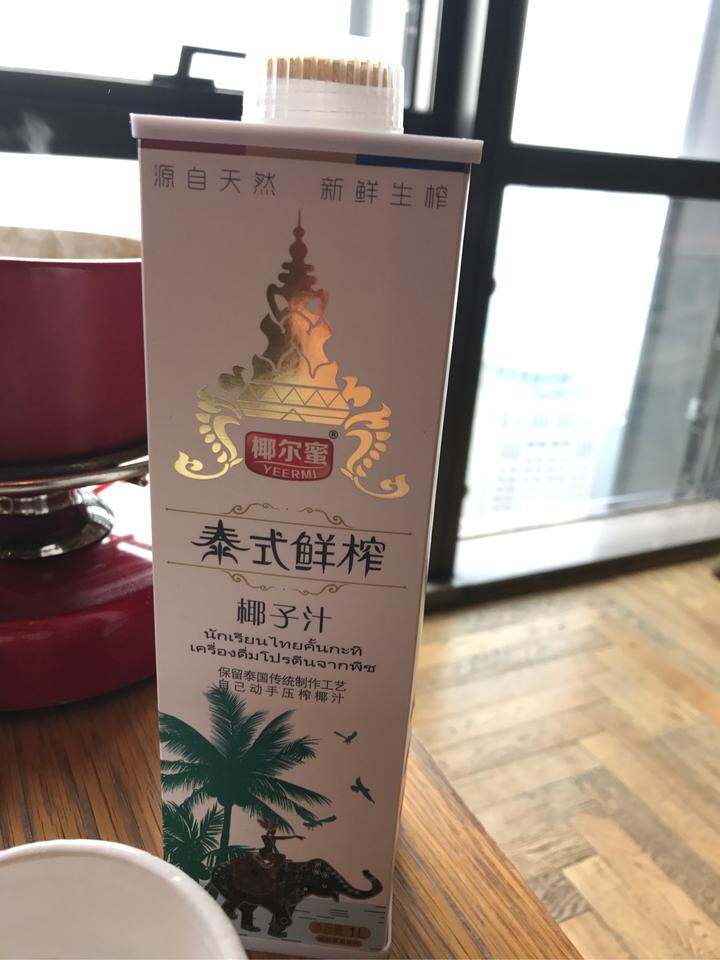 源自天然 新鲜生榨
椰尔蜜®
YEERMI
泰式鲜榨
椰子汁
นักเรียนไทยคั้นกะทิ
เครื่องดื่มโปรตีนจากพืช
保留泰国传统制作工艺
自己动手压榨椰汁
1L